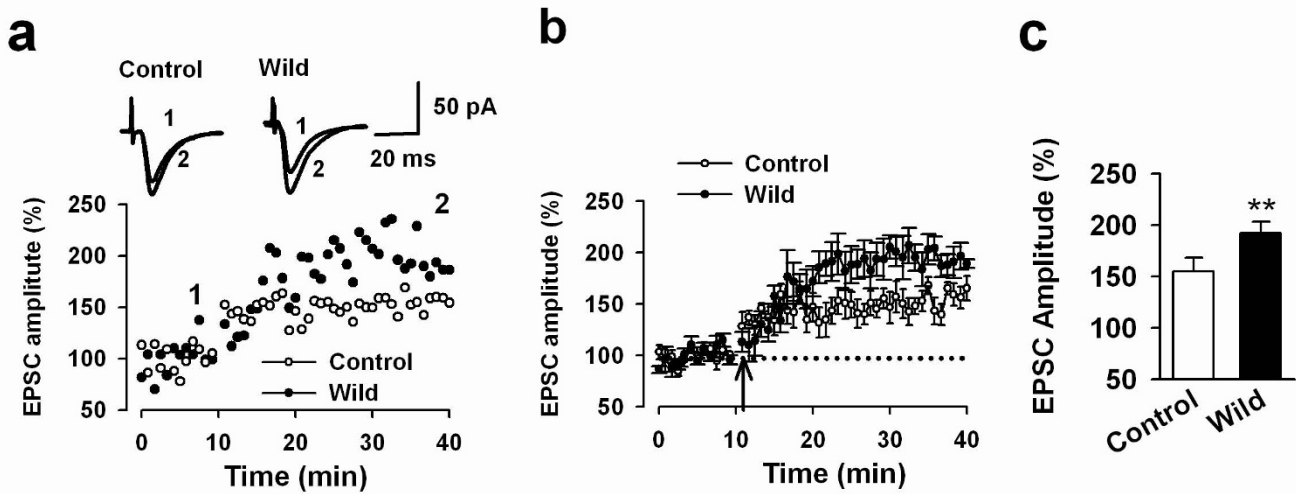 a
Control
Wild
1
2
1
2
50 pA
20 ms
EPSC amplitute (%)
250
200
150
100
50
1
2
Control
Wild
0
10
20
30
40
Time (min)
b
Control
Wild
EPSC amplitude (%)
250
200
150
100
50
0
10
20
30
40
Time (min)
c
EPSC Amplitude (%)
250
200
150
100
50
**
Control
Wild